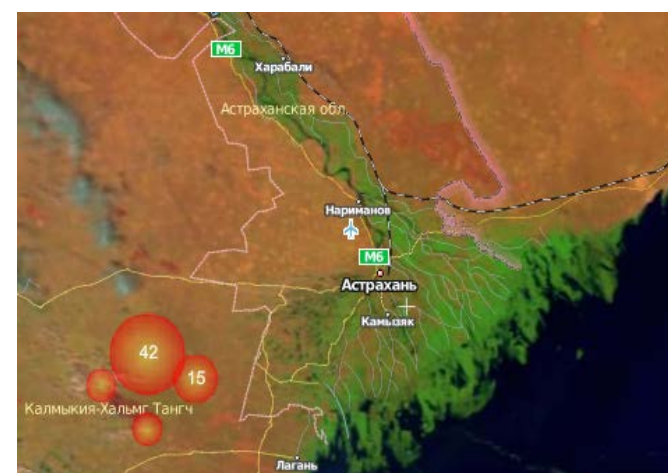 М6
Харабали
Астраханская обл.
Нариманов
М6
Астрахань
Камызяк
42
15
Калмыкия-Хальмг Тангч
Лагань